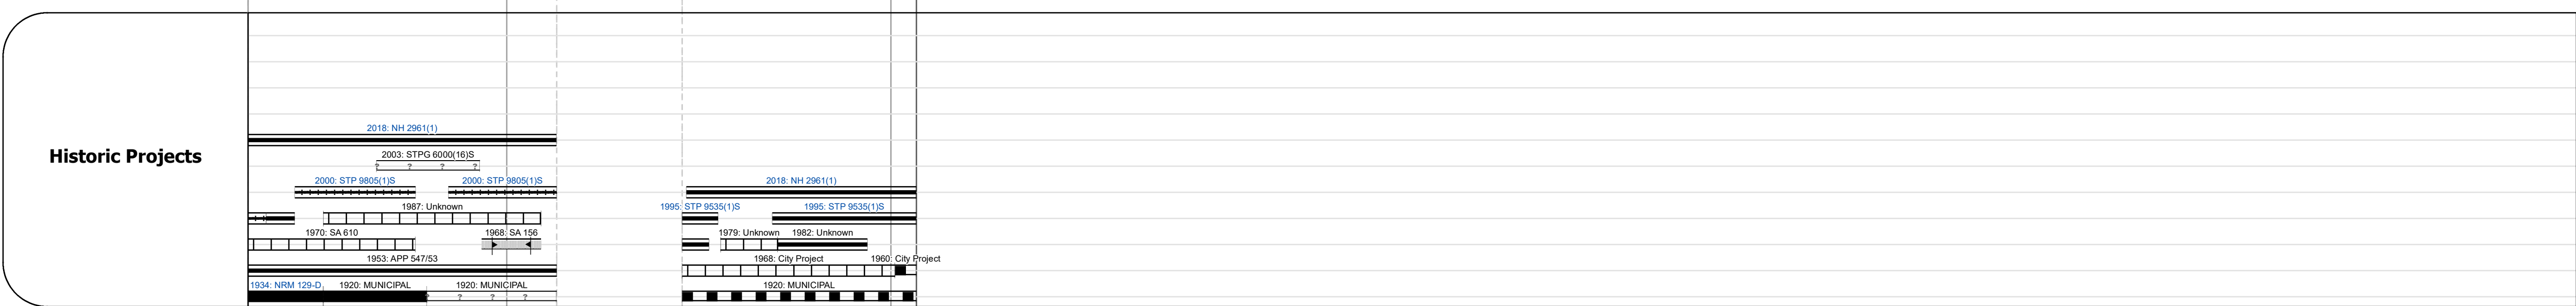 2018: NH 2961(1)
2003: STPG 6000(16)S
? ? ? ?
Historic Projects
2000: STP 9805(1)S 2000: STP 9805(1)S 2018: NH 2961(1)
1987: Unknown 1995: STP 9535(1)S 1995: STP 9535(1)S
1970: SA 610 1968: SA 156 1979: Unknown 1982: Unknown
1953: APP 547/53 1968: City Project 1960: City Project
1934: NRM 129-D 1920: MUNICIPAL 1920: MUNICIPAL 1920: MUNICIPAL
? ? ? ?